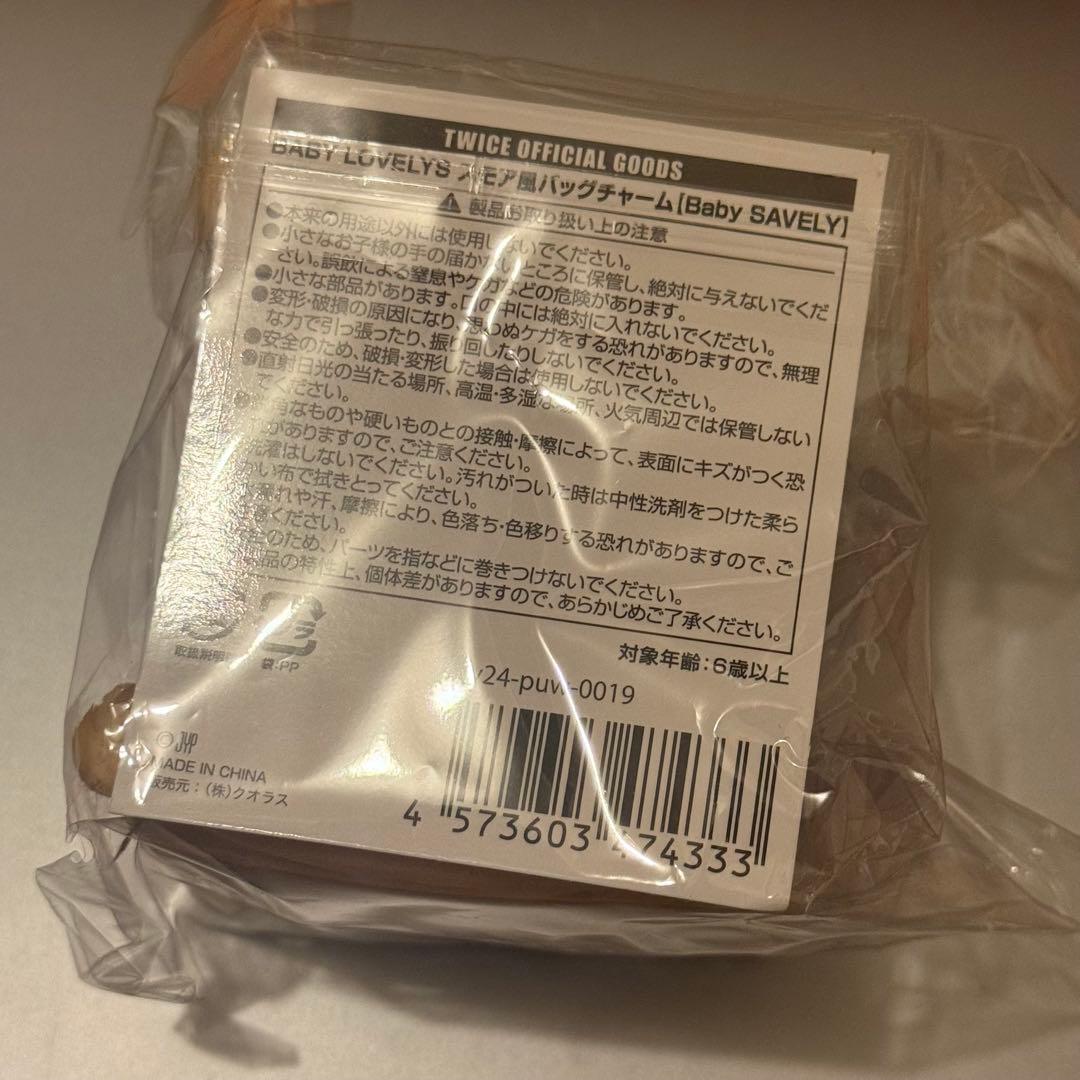 TWICE OFFICIAL GOODS
BABY LOVELYS スモア風バッグチャーム【Baby SAVELY】
⚠ 製品お取り扱い上の注意
●本来の用途以外には使用しないでください。
●小さなお子様の手の届かないところに保管し、絶対に与えないでくだ
さい。誤飲による窒息やケガなどの危険があります。
●小さな部品があります。口の中には絶対に入れないでください。
●変形・破損の原因になり、思わぬケガをする恐れがありますので、無理
な力で引っ張ったり、振り回したりしないでください。
●安全のため、破損・変形した場合は使用しないでください。
●直射日光の当たる場所、高温・多湿な場所、火気周辺では保管しない
でください。
なものや硬いものとの接触・摩擦によって、表面にキズがつく恐
がありますので、ご注意ください。
洗濯はしないでください。汚れがついた時は中性洗剤をつけた柔ら
かい布で拭きとってください。
れや汗、摩擦により、色落ち・色移りする恐れがありますので、ご
ください。
のため、パーツを指などに巻きつけないでください。
品の特性上、個体差がありますので、あらかじめご了承ください。
対象年齢：6歳以上
取扱説明
袋:PP
24-puw-0019
© JYP
MADE IN CHINA
販売元：(株)クオラス
4 573603 474333